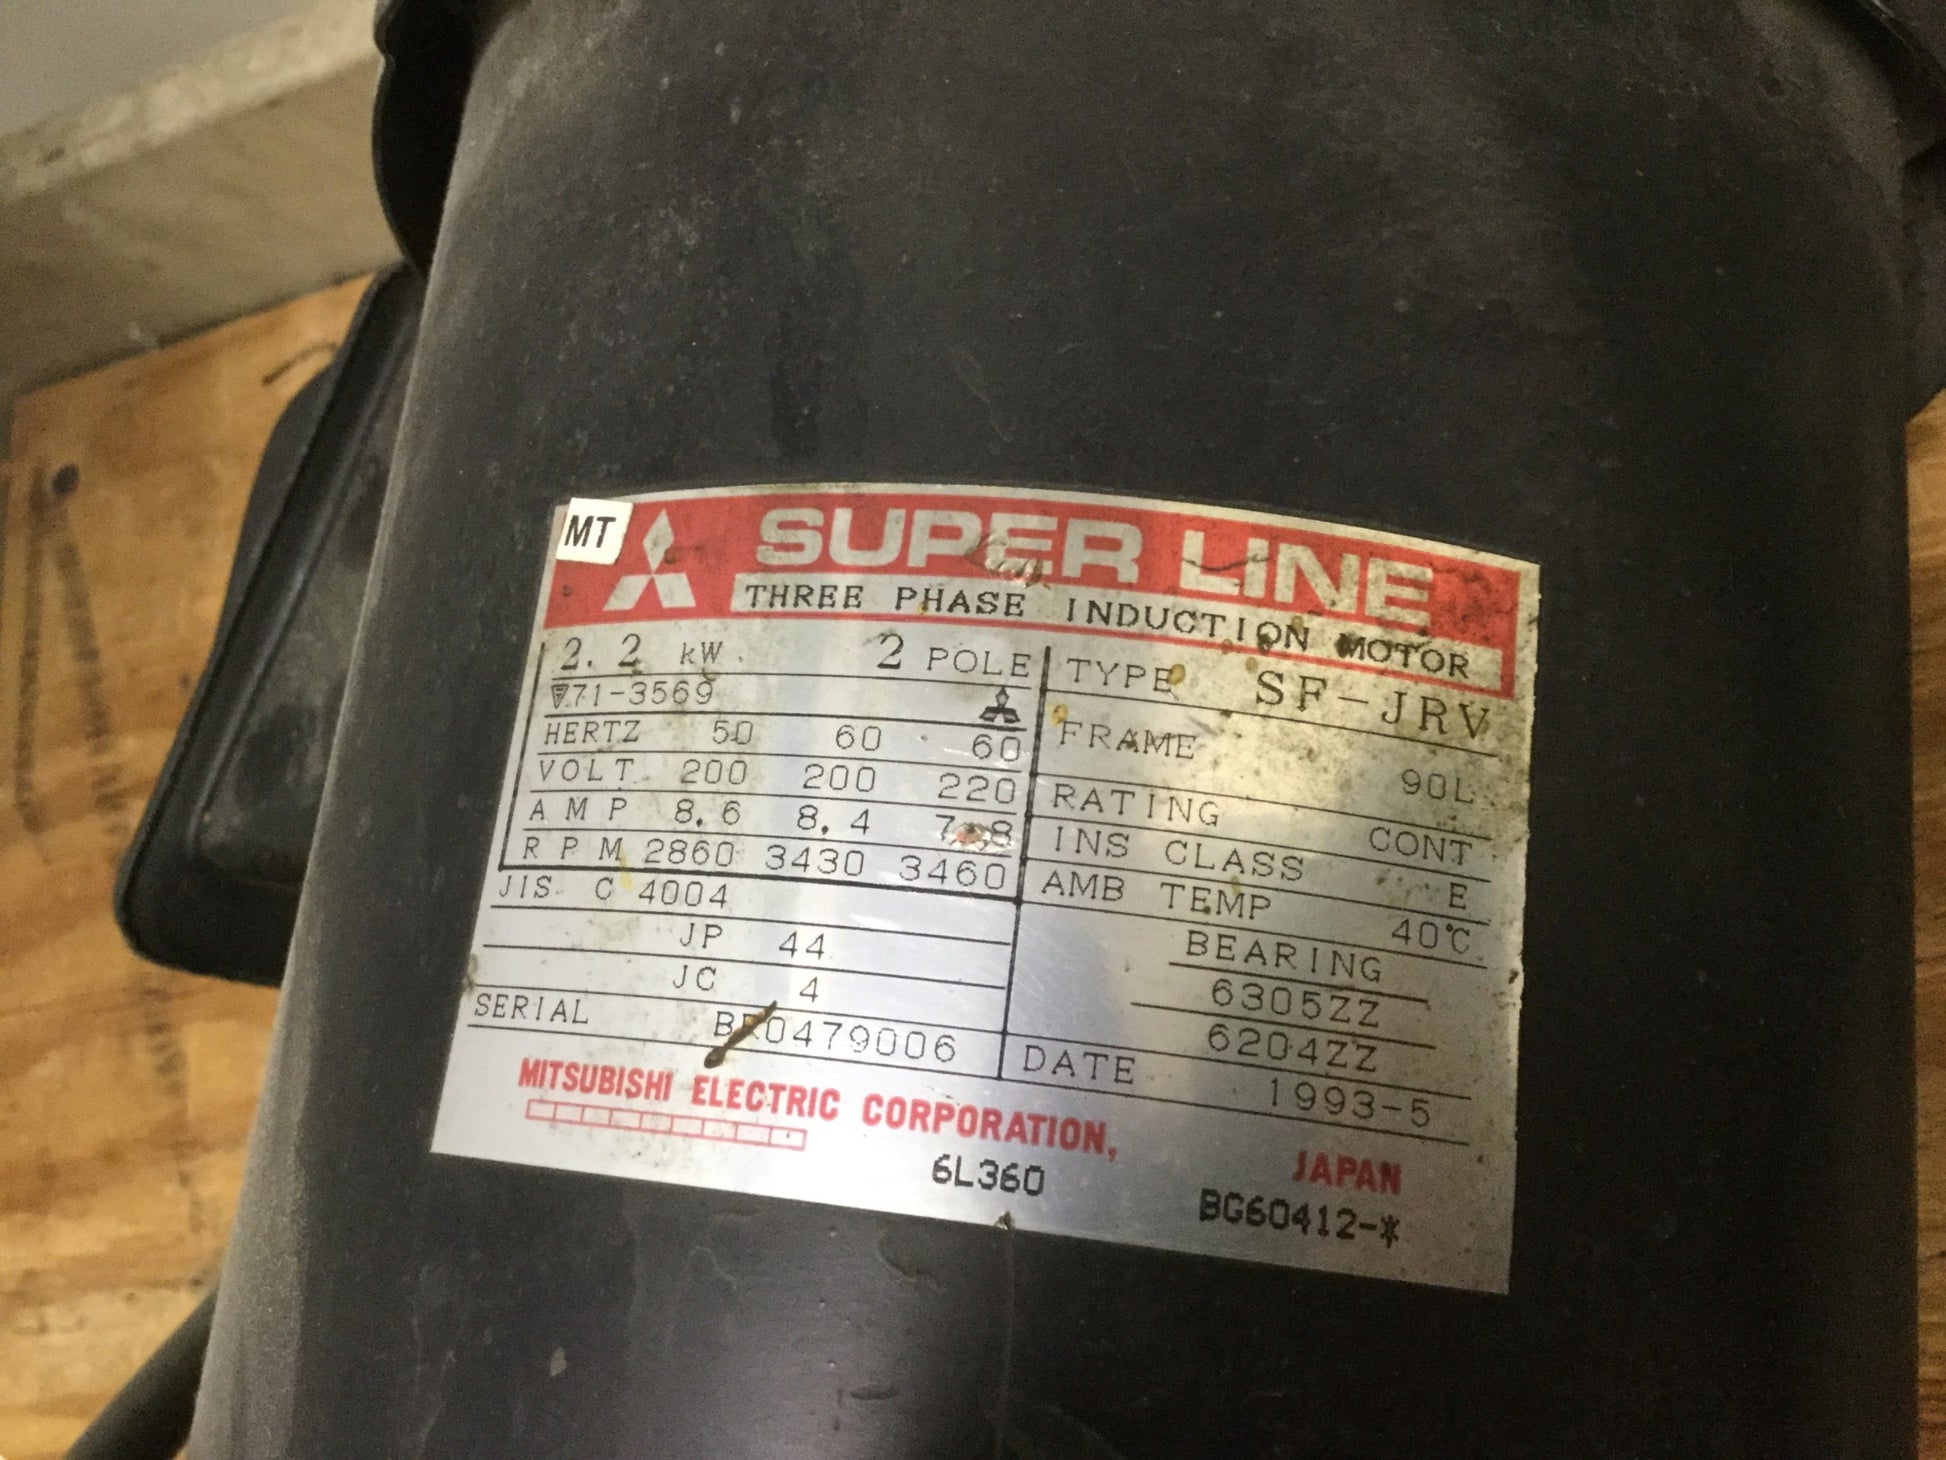 MT
SUPER LINE
THREE PHASE INDUCTION MOTOR
2.2 kW 2 POLE
71-3569
HERTZ 50 60 60
VOLT 200 200 220
AMP 8.6 8.4 7.8
RPM 2860 3430 3460
JIS C 4004
JP 44
JC 4
SERIAL 0479006
TYPE SF-JRV
FRAME 90L
RATING CONT
INS CLASS E
AMB TEMP 40℃
BEARING
6305ZZ
6204ZZ
DATE 1993-5
MITSUBISHI ELECTRIC CORPORATION, JAPAN
6L360 BG60412-*